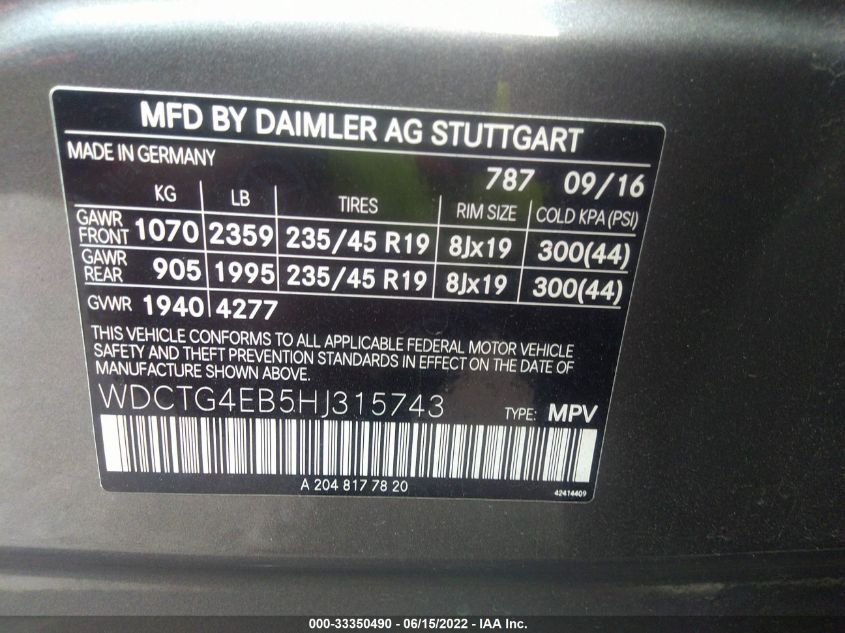 MFD BY DAIMLER AG STUTTGART
MADE IN GERMANY 787 09/16
KG LB TIRES RIM SIZE COLD KPA (PSI)
GAWR FRONT 1070 2359 235/45 R19 8Jx19 300(44)
GAWR REAR 905 1995 235/45 R19 8Jx19 300(44)
GVWR 1940 4277
THIS VEHICLE CONFORMS TO ALL APPLICABLE FEDERAL MOTOR VEHICLE
SAFETY AND THEFT PREVENTION STANDARDS IN EFFECT ON THE DATE OF
MANUFACTURE SHOWN ABOVE.
WDCTG4EB5HJ315743 TYPE: MPV
A 204 817 78 20 42414409
000-33350490 - 06/15/2022 - IAA Inc.